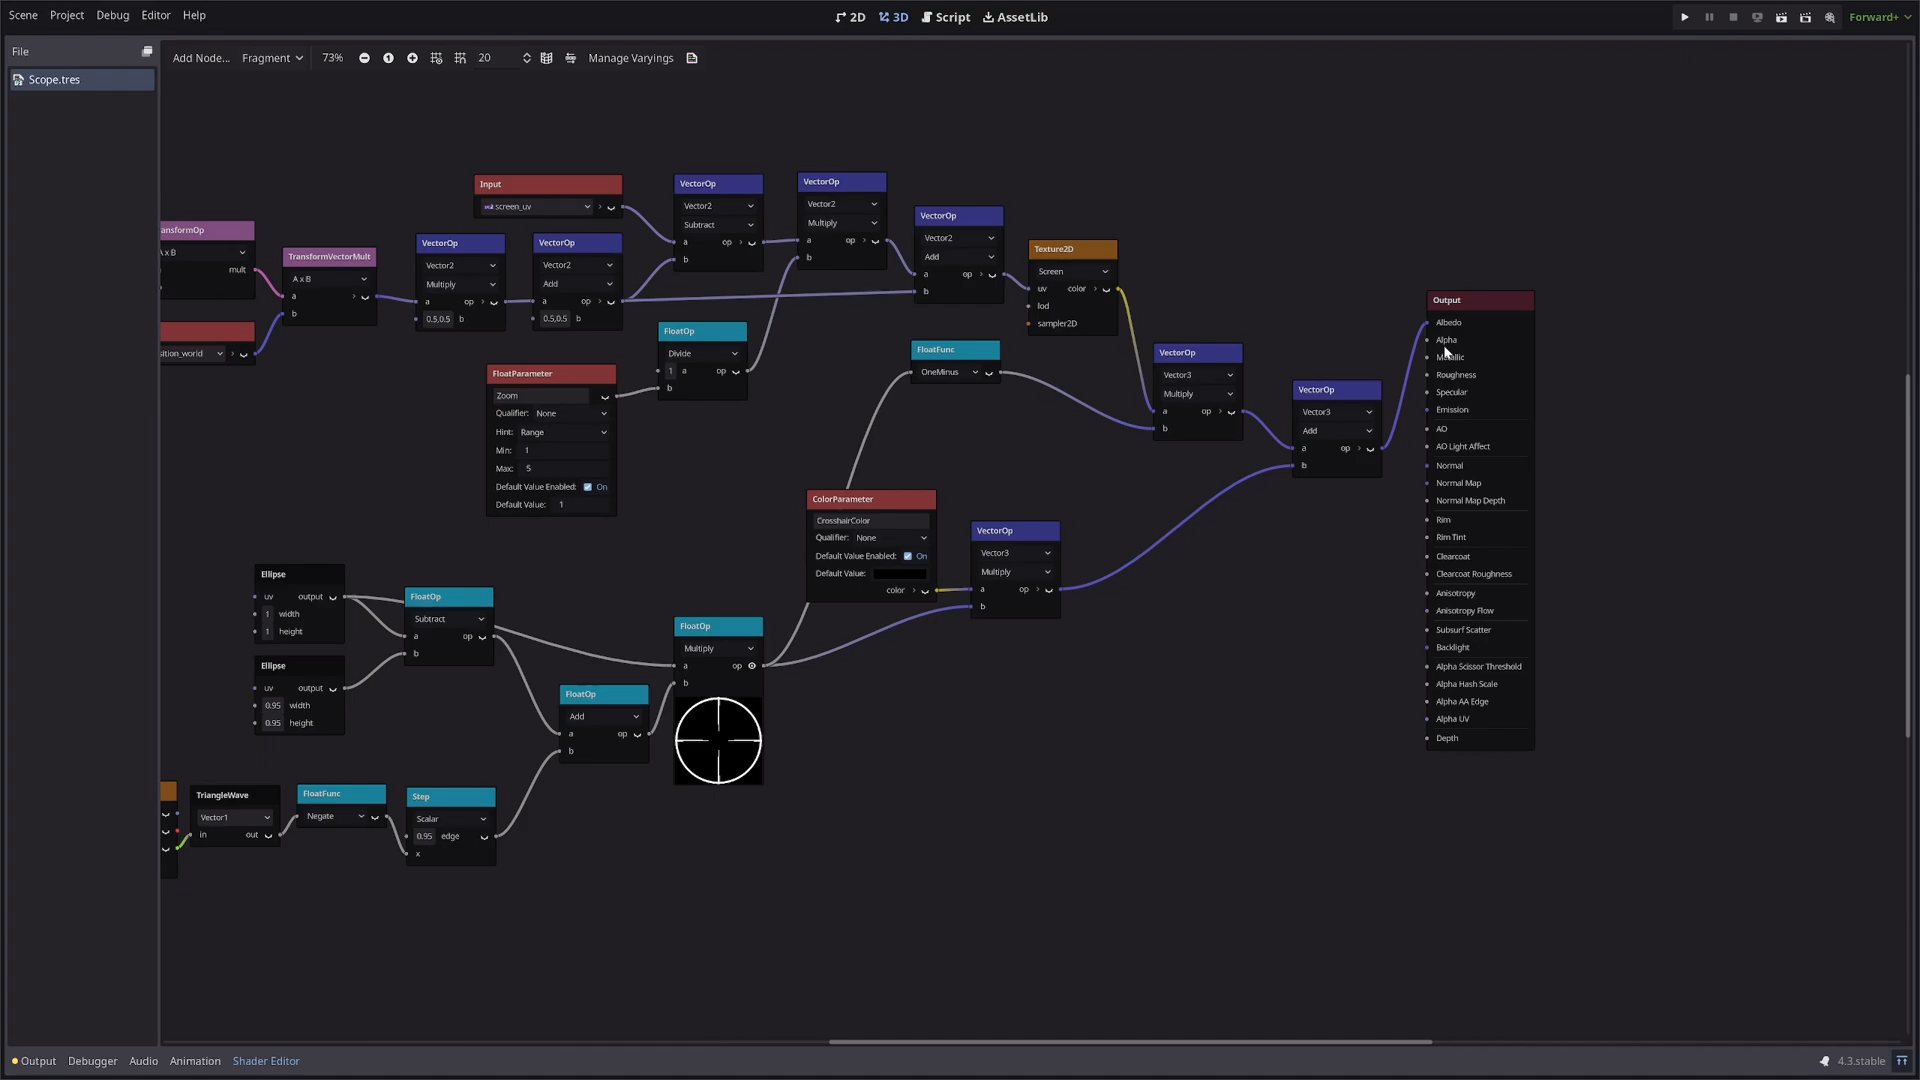 Scene Project Debug Editor Help
2D 3D Script AssetLib
Forward+
File
Scope.tres
Add Node... Fragment 73% 1 20 Manage Varyings
ansformOp
x B
mult
sition_world
TransformVectorMult
A x B
a
b
Input
screen_uv
VectorOp
Vector2
Multiply
a op
0.5,0.5 b
VectorOp
Vector2
Add
a op
0.5,0.5 b
VectorOp
Vector2
Subtract
a op
b
VectorOp
Vector2
Multiply
a op
b
VectorOp
Vector2
Add
a op
b
Texture2D
Screen
uv color
lod
sampler2D
FloatOp
Divide
1 a op
b
FloatParameter
Zoom
Qualifier: None
Hint: Range
Min: 1
Max: 5
Default Value Enabled: On
Default Value: 1
FloatFunc
OneMinus
VectorOp
Vector3
Multiply
a op
b
VectorOp
Vector3
Add
a op
b
ColorParameter
CrosshairColor
Qualifier: None
Default Value Enabled: On
Default Value:
color
VectorOp
Vector3
Multiply
a op
b
Ellipse
uv output
1 width
1 height
Ellipse
uv output
0.95 width
0.95 height
FloatOp
Subtract
a op
b
FloatOp
Add
a op
b
FloatOp
Multiply
a op
b
TriangleWave
Vector1
in out
FloatFunc
Negate
Step
Scalar
0.95 edge
x
Output
Albedo
Alpha
Metallic
Roughness
Specular
Emission
AO
AO Light Affect
Normal
Normal Map
Normal Map Depth
Rim
Rim Tint
Clearcoat
Clearcoat Roughness
Anisotropy
Anisotropy Flow
Subsurf Scatter
Backlight
Alpha Scissor Threshold
Alpha Hash Scale
Alpha AA Edge
Alpha UV
Depth
Output Debugger Audio Animation Shader Editor
4.3.stable